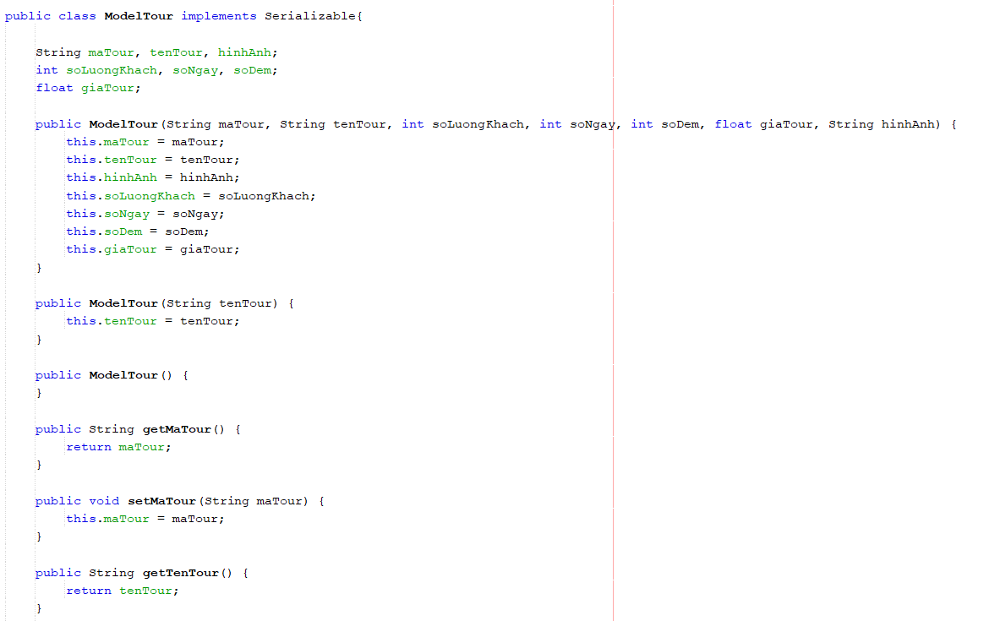 public class ModelTour implements Serializable{
String maTour, tenTour, hinhAnh;
int soLuongKhach, soNgay, soDem;
float giaTour;
public ModelTour(String maTour, String tenTour, int soLuongKhach, int soNgay, int soDem, float giaTour, String hinhAnh) {
this.maTour = maTour;
this.tenTour = tenTour;
this.hinhAnh = hinhAnh;
this.soLuongKhach = soLuongKhach;
this.soNgay = soNgay;
this.soDem = soDem;
this.giaTour = giaTour;
}
public ModelTour(String tenTour) {
this.tenTour = tenTour;
}
public ModelTour() {
}
public String getMaTour() {
return maTour;
}
public void setMaTour(String maTour) {
this.maTour = maTour;
}
public String getTenTour() {
return tenTour;
}